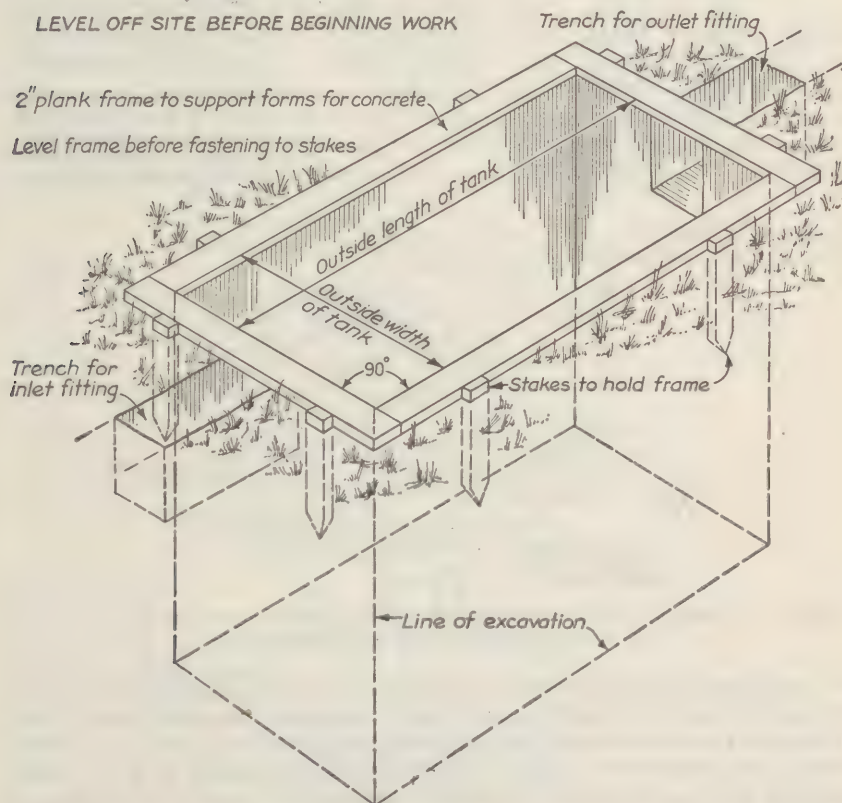 LEVEL OFF SITE BEFORE BEGINNING WORK
Trench for outlet fitting
2" plank frame to support forms for concrete
Level frame before fastening to stakes
Outside length of tank
Outside width
of tank
90°
Trench for
inlet fitting
Stakes to hold frame
Line of excavation